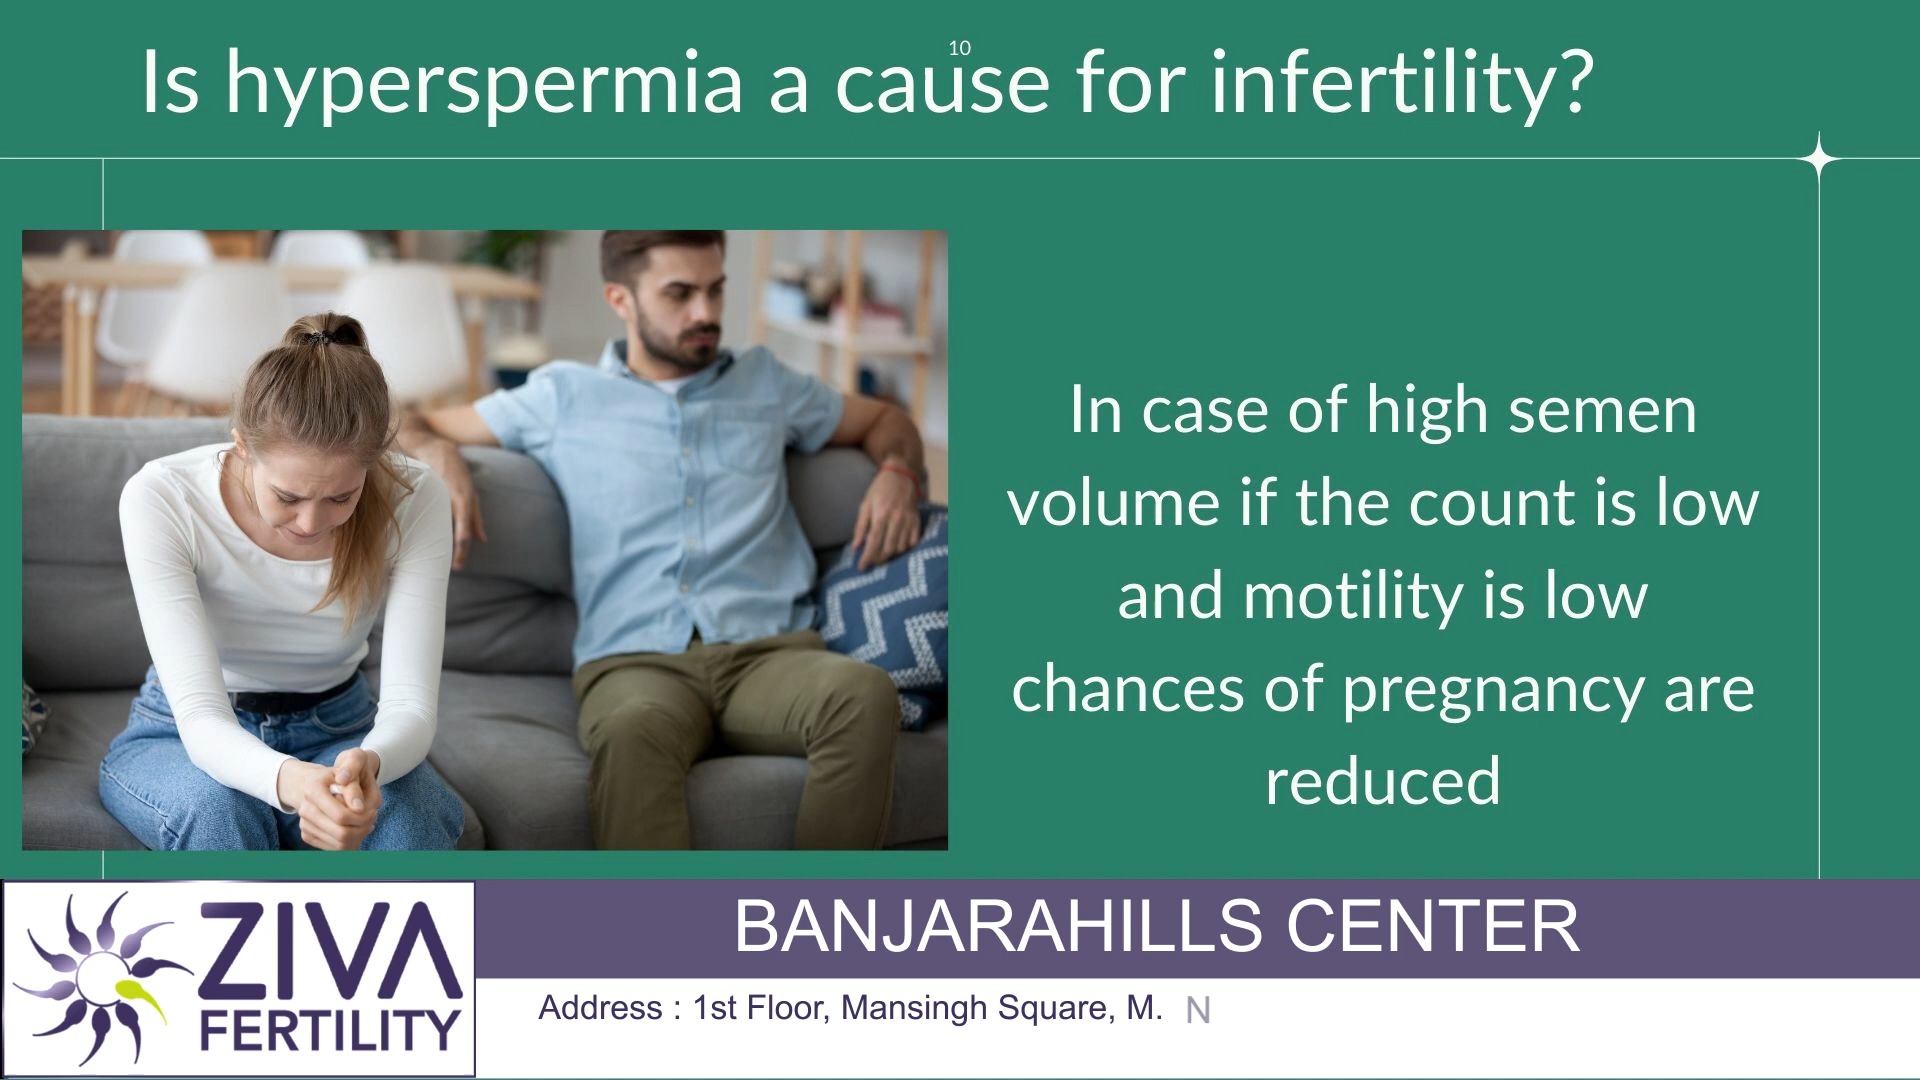 10
Is hyperspermia a cause for infertility?
In case of high semen
volume if the count is low
and motility is low
chances of pregnancy are
reduced
ZIVA
FERTILITY
BANJARAHILLS CENTER
Address : 1st Floor, Mansingh Square, M. N